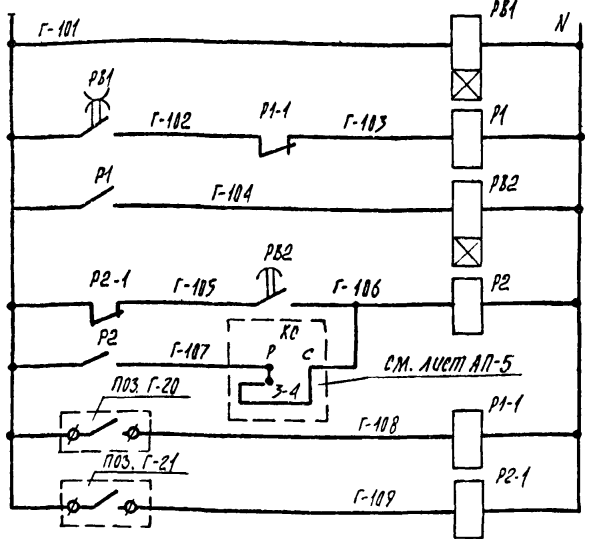 Г-101
РВ1
N
РВ1
Г-102
Р1-1
Г-103
Р1
Р1
Г-104
РВ2
Р2-1
Г-105
РВ2
Г-106
Р2
Р2
Г-107
КС
Р
С
3-4
СМ. ЛИСТ АП-5
ПОЗ. Г-20
Г-108
Р1-1
ПОЗ. Г-21
Г-109
Р2-1